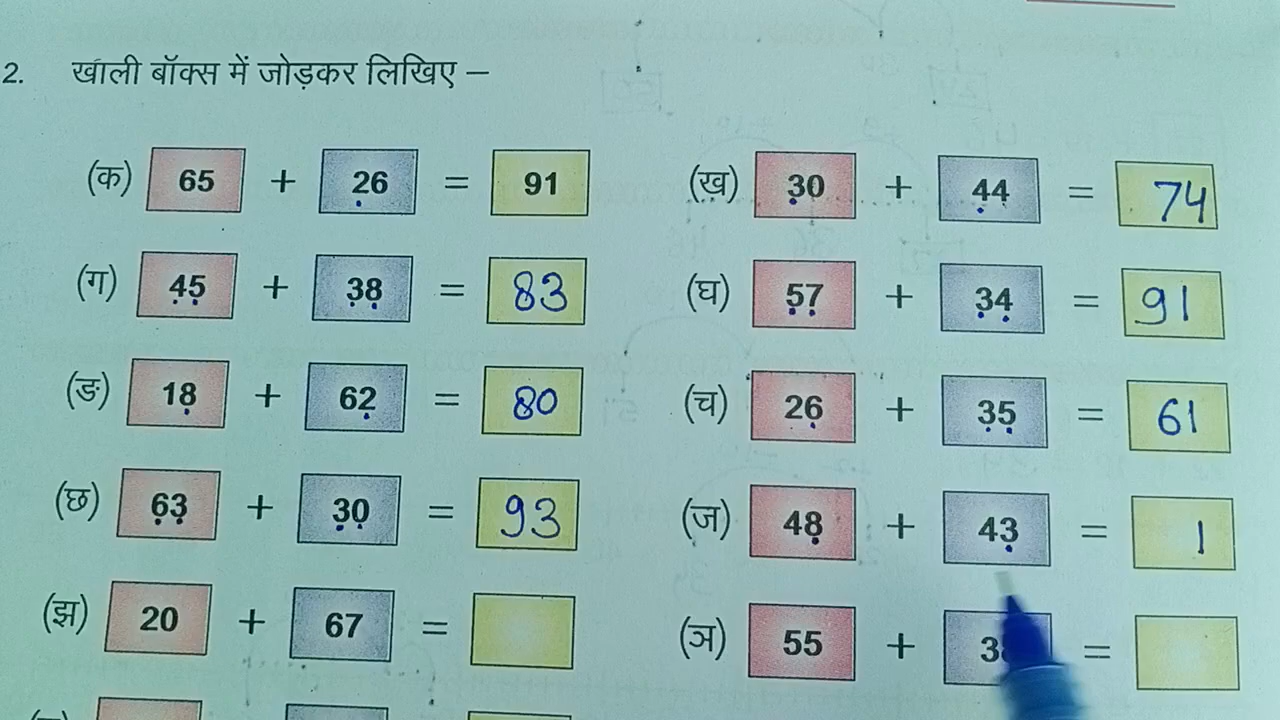 2. खाली बॉक्स में जोड़कर लिखिए –
(क) 65 + 26 = 91 (ख) 30 + 44 = 74
(ग) 45 + 38 = 83 (घ) 57 + 34 = 91
(ङ) 18 + 62 = 80 (च) 26 + 35 = 61
(छ) 63 + 30 = 93 (ज) 48 + 43 = 1
(झ) 20 + 67 = (ञ) 55 + =